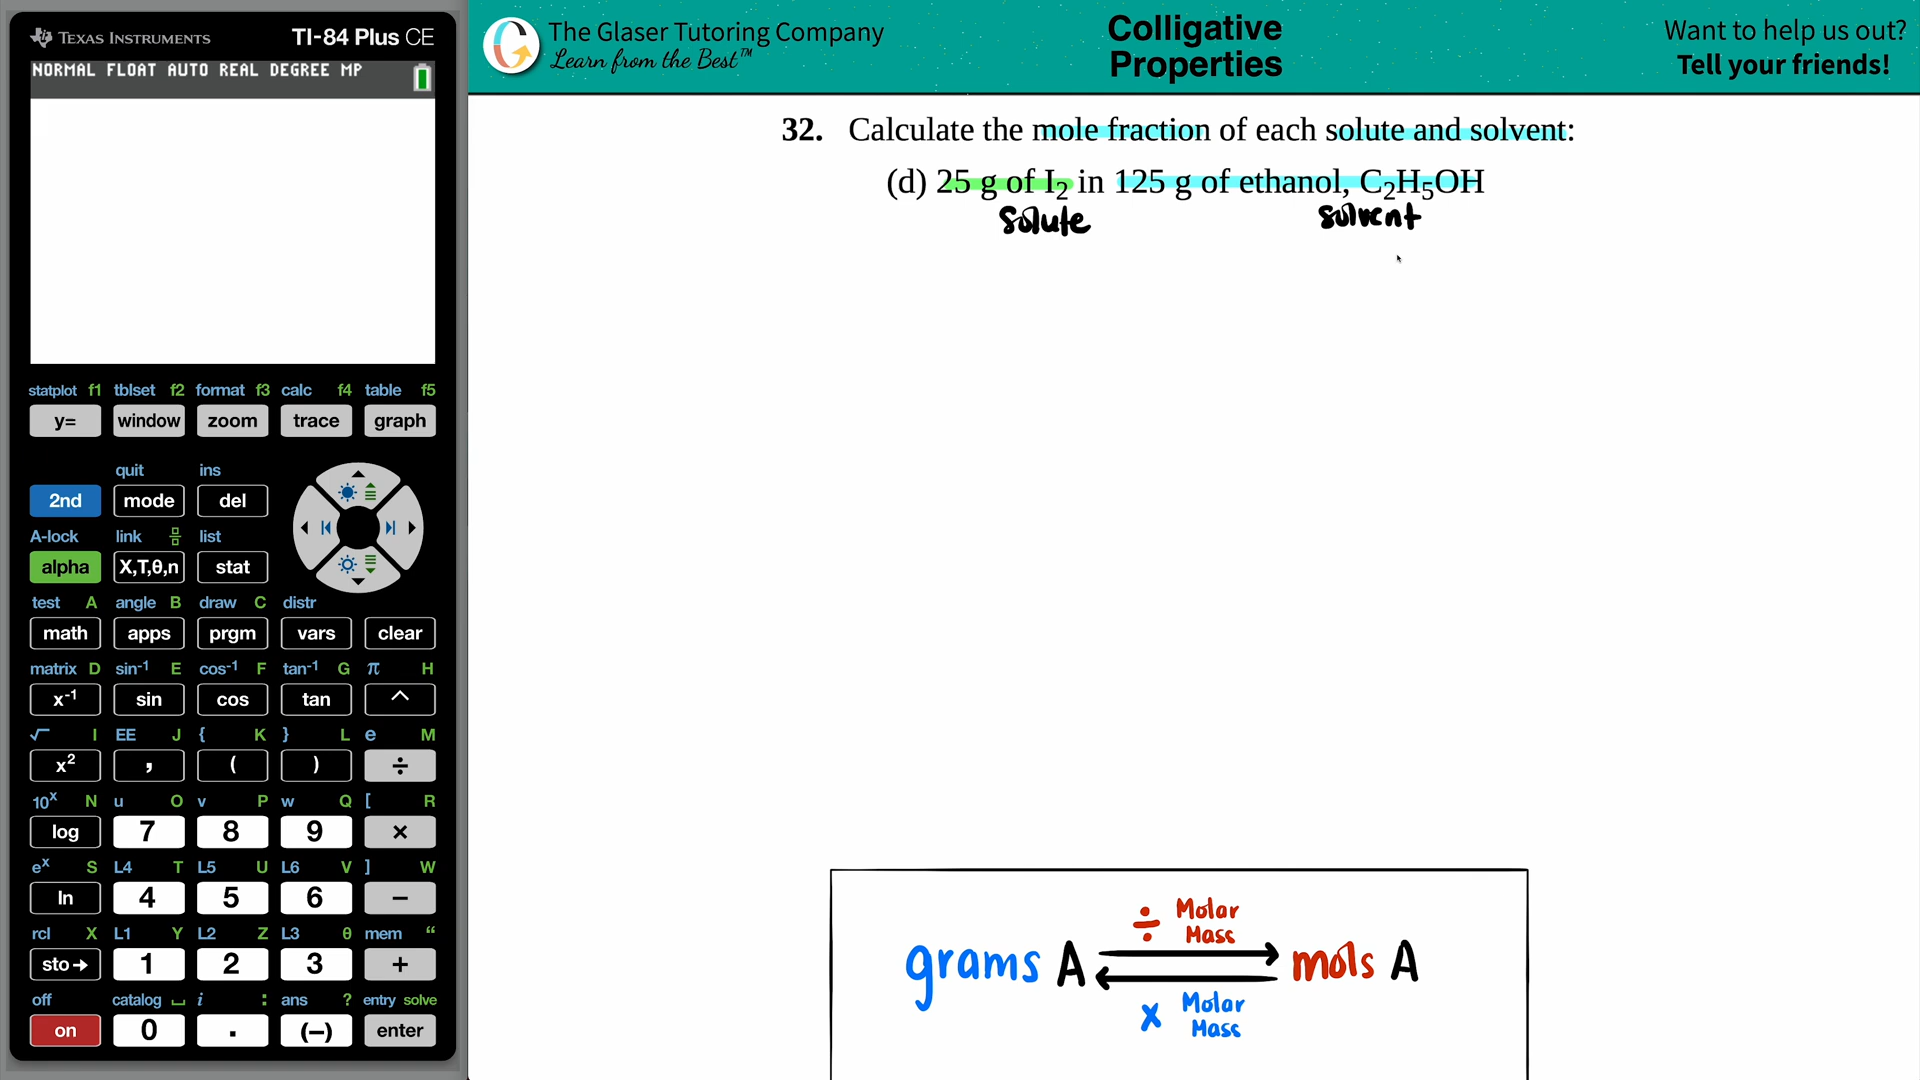 TEXAS INSTRUMENTS TI-84 Plus CE
NORMAL FLOAT AUTO REAL DEGREE MP
statplot f1 tblset f2 format f3 calc f4 table f5
y= window zoom trace graph
quit ins
2nd mode del
A-lock link list
alpha X,T,θ,n stat
test A angle B draw C distr
math apps prgm vars clear
matrix D sin-1 E cos-1 F tan-1 G π H
x-1 sin cos tan ^
√ I EE J { K } L e M
x2 , ( ) ÷
10x N u O v P w Q [ R
log 7 8 9 ×
ex S L4 T L5 U L6 V ] W
ln 4 5 6 −
rcl X L1 Y L2 Z L3 θ mem “
sto→ 1 2 3 +
off catalog ⎵ i : ans ? entry solve
on 0 . (−) enter
The Glaser Tutoring Company
Learn from the Best™
Colligative
Properties
Want to help us out?
Tell your friends!
32. Calculate the mole fraction of each solute and solvent:
(d) 25 g of I₂ in 125 g of ethanol, C₂H₅OH
solute solvent
÷ Molar
Mass
grams A mols A
x Molar
Mass